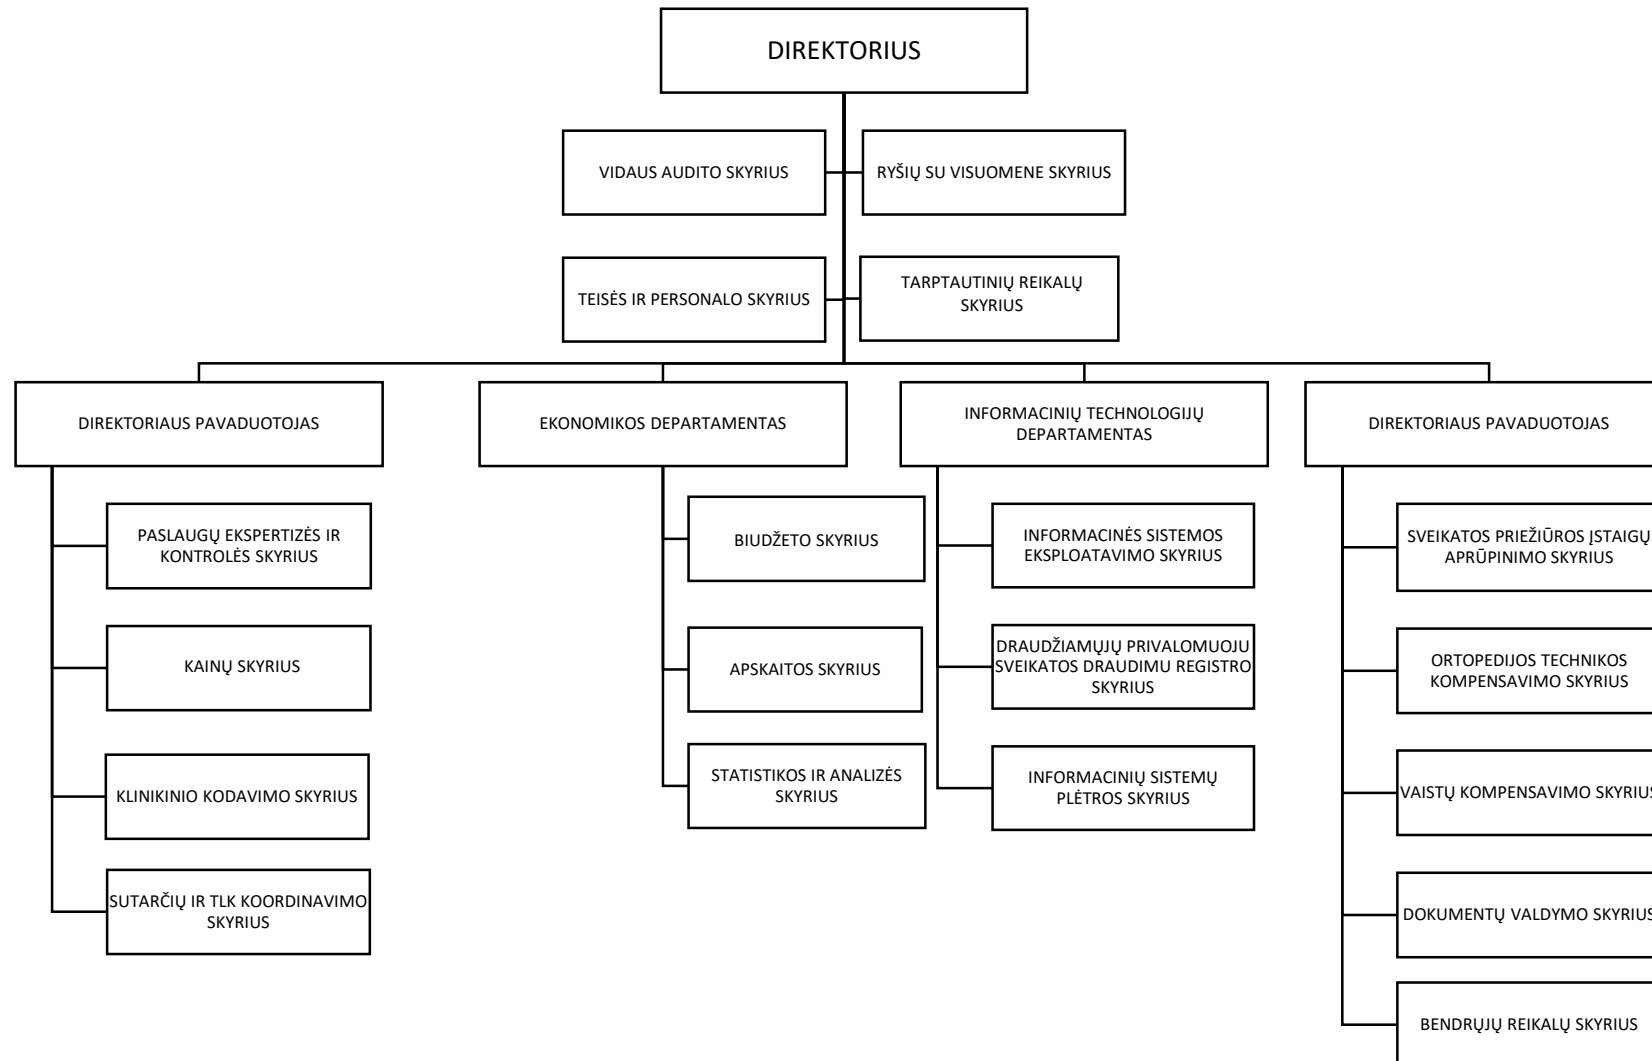 DIREKTORIUS
VIDAUS AUDITO SKYRIUS
RYŠIŲ SU VISUOMENE SKYRIUS
TEISĖS IR PERSONALO SKYRIUS
TARPTAUTINIŲ REIKALŲ
SKYRIUS
DIREKTORIAUS PAVADUOTOJAS
EKONOMIKOS DEPARTAMENTAS
INFORMACINIŲ TECHNOLOGIJŲ
DEPARTAMENTAS
DIREKTORIAUS PAVADUOTOJAS
PASLAUGŲ EKSPERTIZĖS IR
KONTROLĖS SKYRIUS
KAINŲ SKYRIUS
KLINIKINIO KODAVIMO SKYRIUS
SUTARČIŲ IR TLK KOORDINAVIMO
SKYRIUS
BIUDŽETO SKYRIUS
APSKAITOS SKYRIUS
STATISTIKOS IR ANALIZĖS
SKYRIUS
INFORMACINĖS SISTEMOS
EKSPLOATAVIMO SKYRIUS
DRAUDŽIAMŲJŲ PRIVALOMUOJU
SVEIKATOS DRAUDIMU REGISTRO
SKYRIUS
INFORMACINIŲ SISTEMŲ
PLĖTROS SKYRIUS
SVEIKATOS PRIEŽIŪROS ĮSTAIGŲ
APRŪPINIMO SKYRIUS
ORTOPEDIJOS TECHNIKOS
KOMPENSAVIMO SKYRIUS
VAISTŲ KOMPENSAVIMO SKYRIUS
DOKUMENTŲ VALDYMO SKYRIUS
BENDRŲJŲ REIKALŲ SKYRIUS